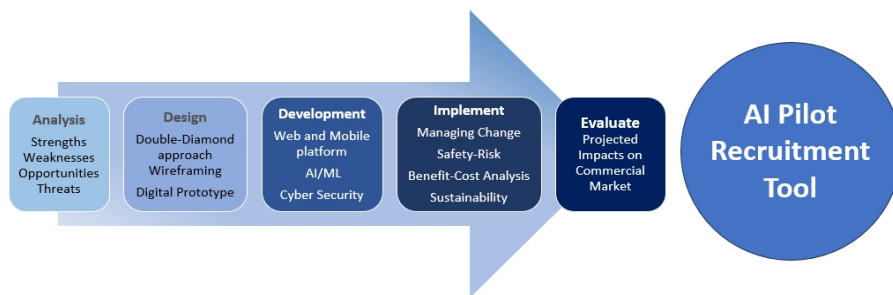 Analysis
Strengths
Weaknesses
Opportunities
Threats
Design
Double-Diamond
approach
Wireframing
Digital Prototype
Development
Web and Mobile
platform
AI/ML
Cyber Security
Implement
Managing Change
Safety-Risk
Benefit-Cost Analysis
Sustainability
Evaluate
Projected
Impacts on
Commercial
Market
AI Pilot
Recruitment
Tool